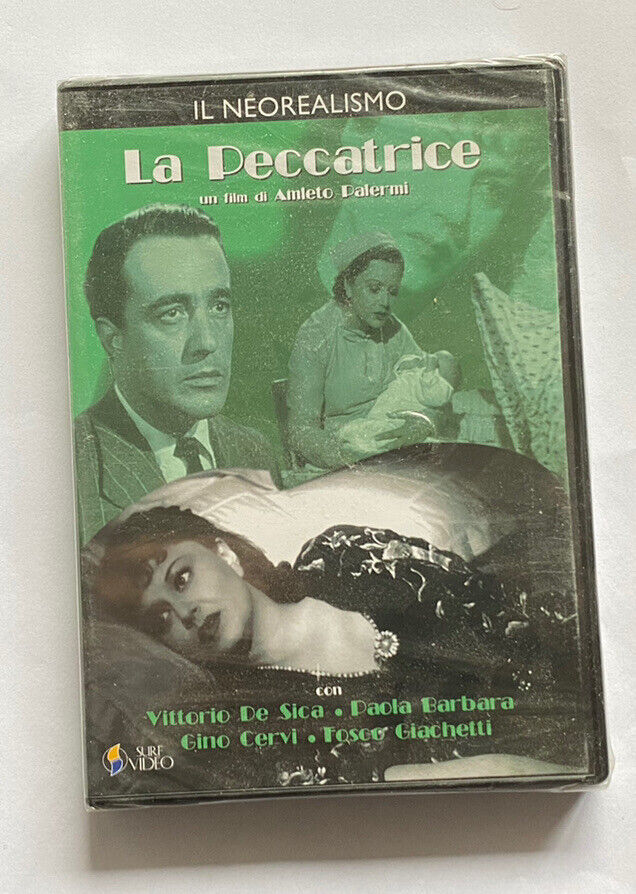 IL NEOREALISMO
La Peccatrice
un film di Amleto Palermi
con
Vittorio De Sica • Paola Barbara
Gino Cervi • Fosco Giachetti
SURF
VIDEO